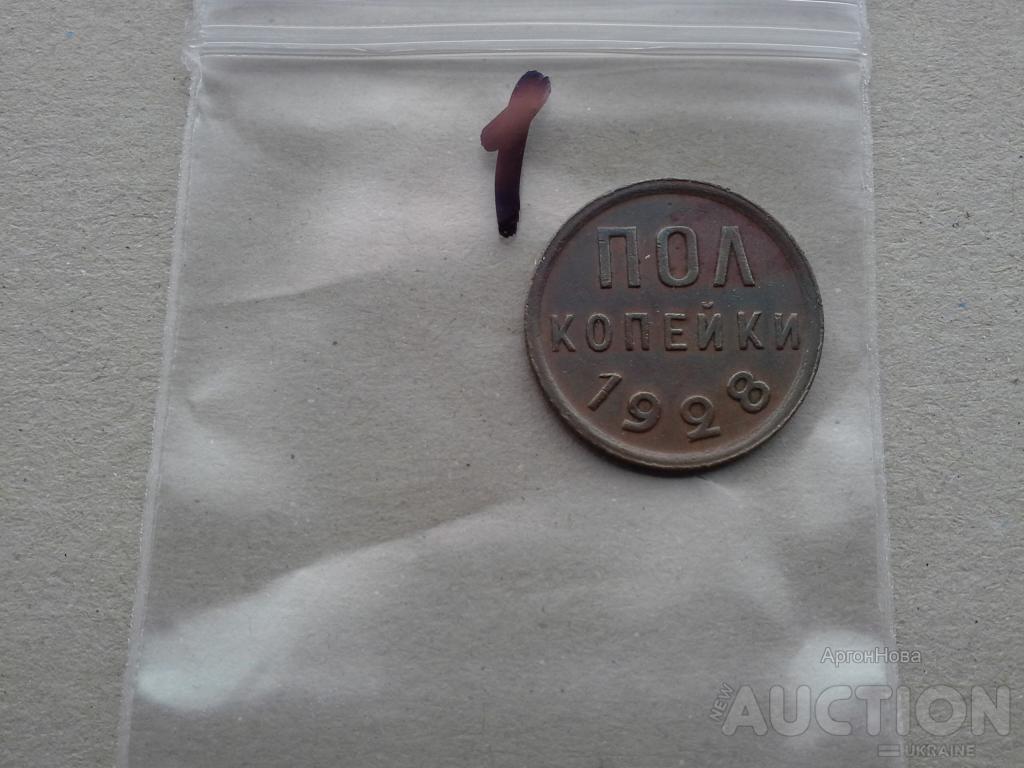 1
ПОЛ
КОПЕЙКИ
1928
АргонНова
NEW AUCTION
UKRAINE